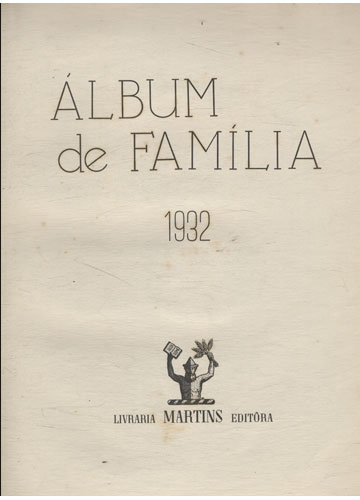 ÁLBUM
de FAMÍLIA
1932
LIVRARIA MARTINS EDITÔRA